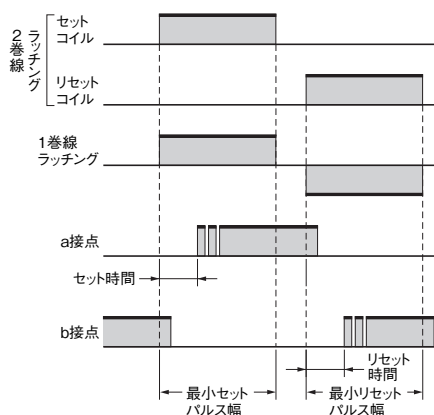 2巻線
ラッチング
セット
コイル
リセット
コイル
1巻線
ラッチング
a接点
セット時間
b接点
リセット
時間
最小セット
パルス幅
最小リセット
パルス幅